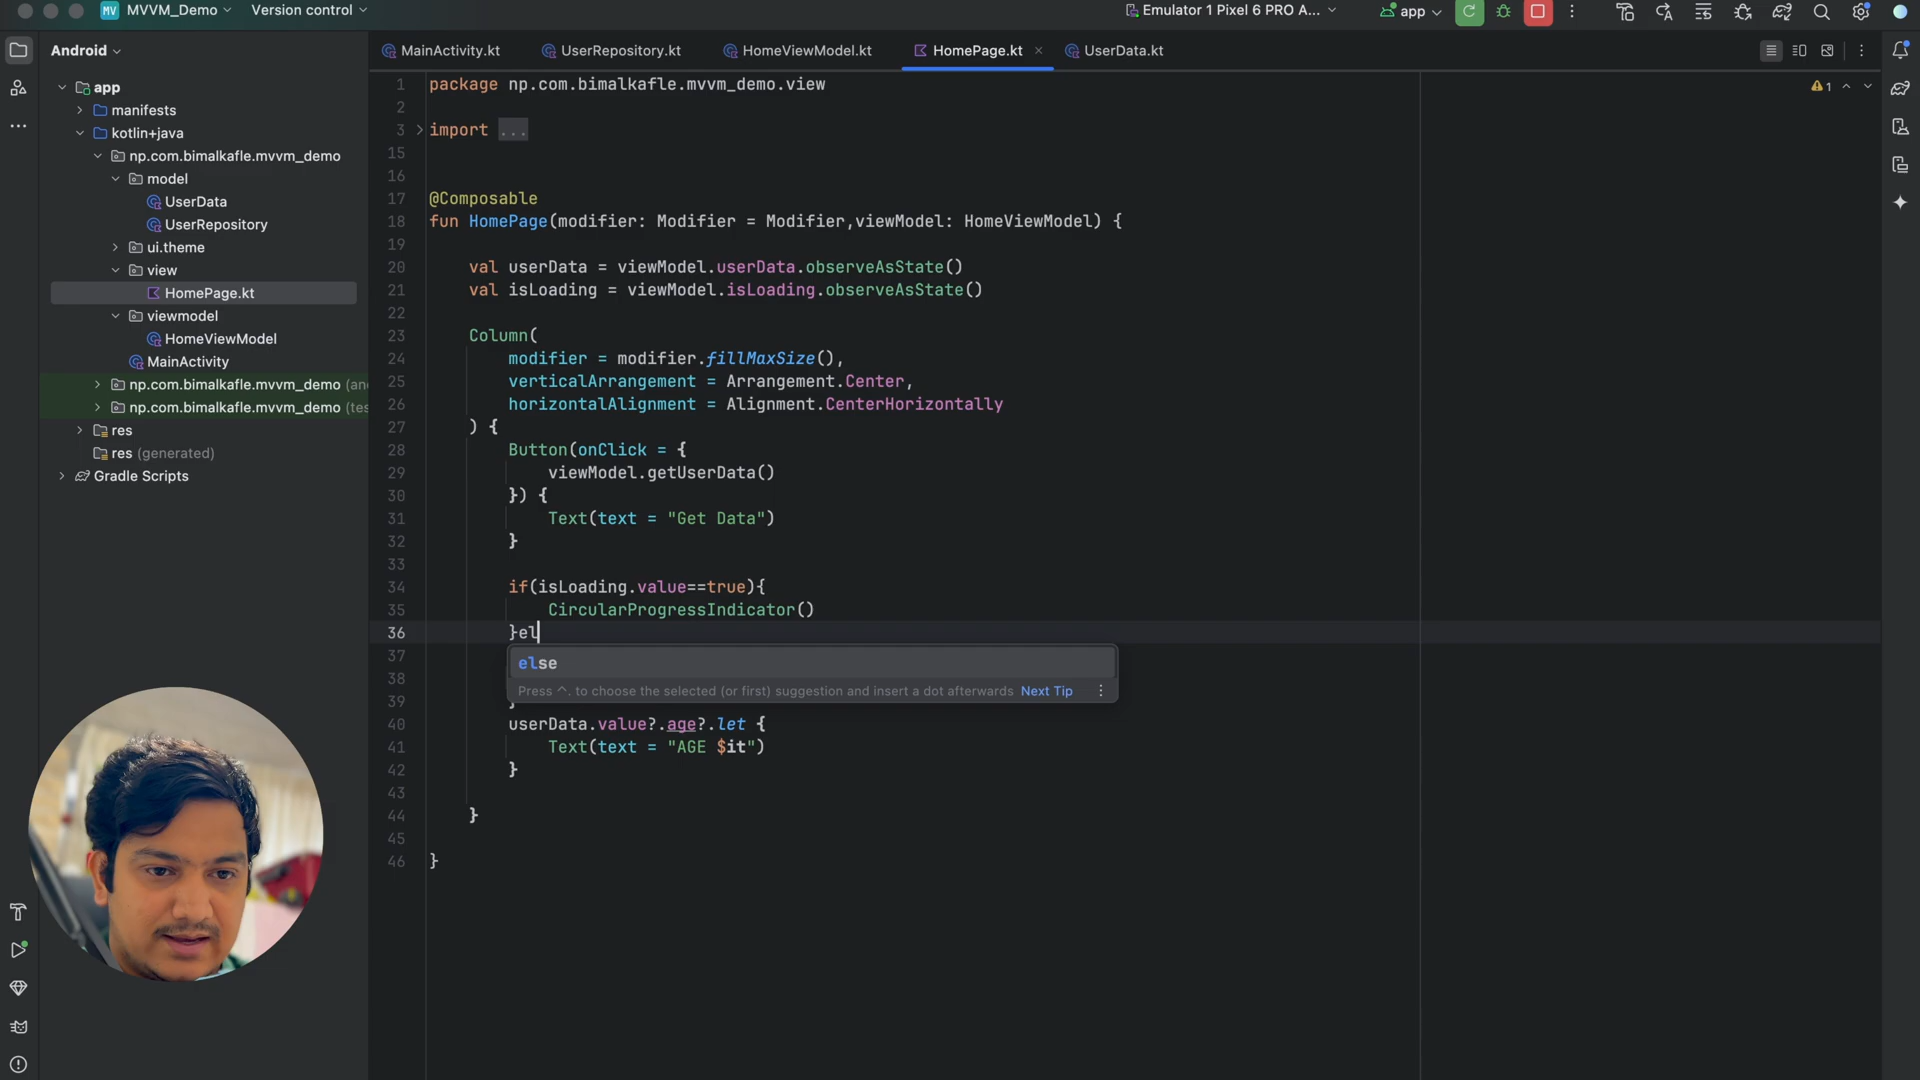 MV MVVM_Demo Version control Emulator 1 Pixel 6 PRO A... app
Android MainActivity.kt UserRepository.kt HomeViewModel.kt HomePage.kt UserData.kt
app
manifests
kotlin+java
np.com.bimalkafle.mvvm_demo
model
UserData
UserRepository
ui.theme
view
HomePage.kt
viewmodel
HomeViewModel
MainActivity
np.com.bimalkafle.mvvm_demo (anc
np.com.bimalkafle.mvvm_demo (tes
res
res (generated)
Gradle Scripts
1 package np.com.bimalkafle.mvvm_demo.view
1
2
3 import ...
15
16
17 @Composable
18 fun HomePage(modifier: Modifier = Modifier,viewModel: HomeViewModel) {
19
20 val userData = viewModel.userData.observeAsState()
21 val isLoading = viewModel.isLoading.observeAsState()
22
23 Column(
24 modifier = modifier.fillMaxSize(),
25 verticalArrangement = Arrangement.Center,
26 horizontalAlignment = Alignment.CenterHorizontally
27 ) {
28 Button(onClick = {
29 viewModel.getUserData()
30 }) {
31 Text(text = "Get Data")
32 }
33
34 if(isLoading.value==true){
35 CircularProgressIndicator()
36 }el
37 else
38 Press ^. to choose the selected (or first) suggestion and insert a dot afterwards Next Tip
39
40 userData.value?.age?.let {
41 Text(text = "AGE $it")
42 }
43
44 }
45
46 }